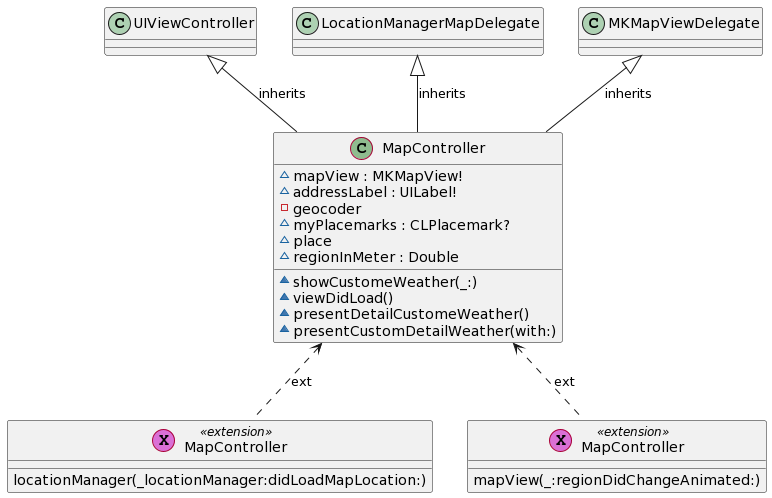 C UIViewController
C LocationManagerMapDelegate
C MKMapViewDelegate
inherits
inherits
inherits
C MapController
mapView : MKMapView!
addressLabel : UILabel!
geocoder
myPlacemarks : CLPlacemark?
place
regionInMeter : Double
showCustomeWeather(_:)
viewDidLoad()
presentDetailCustomeWeather()
presentCustomDetailWeather(with:)
ext
ext
X «extension»
MapController
locationManager(_locationManager:didLoadMapLocation:)
X «extension»
MapController
mapView(_:regionDidChangeAnimated:)